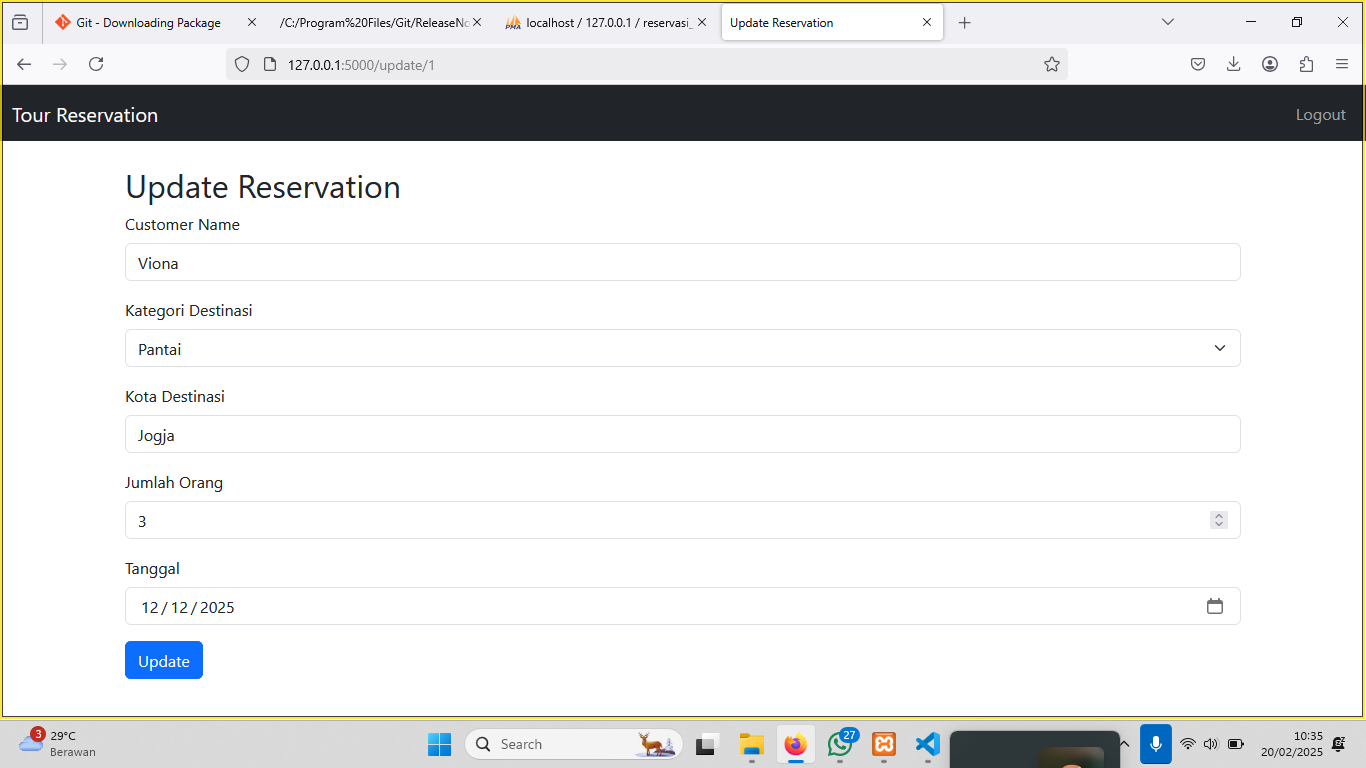 Git - Downloading Package
/C:/Program%20Files/Git/ReleaseNo
PMA
localhost / 127.0.0.1 / reservasi_
Update Reservation
127.0.0.1:5000/update/1
Tour Reservation
Logout
Update Reservation
Customer Name
Viona
Kategori Destinasi
Pantai
Kota Destinasi
Jogja
Jumlah Orang
3
Tanggal
12 / 12 / 2025
Update
3
29°C
Berawan
Search
27
10:35
20/02/2025